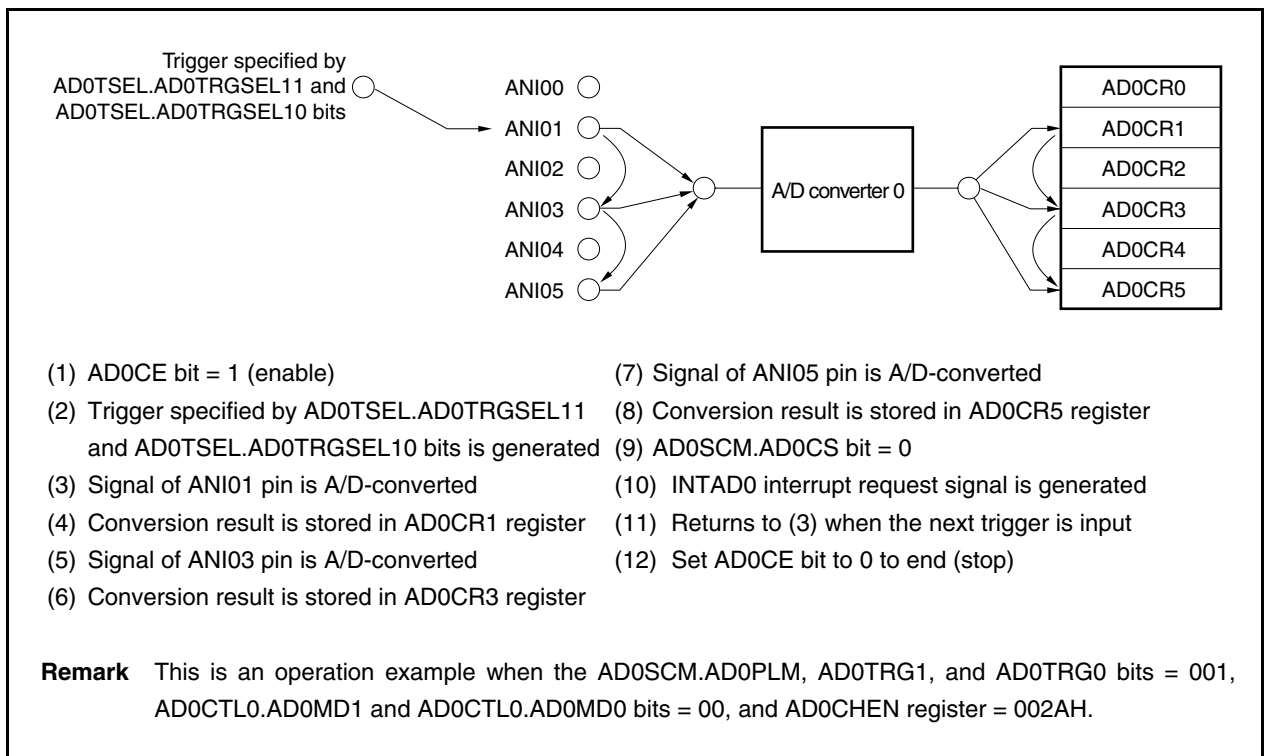 Trigger specified by
AD0TSEL.AD0TRGSEL11 and
AD0TSEL.AD0TRGSEL10 bits
ANI00
ANI01
ANI02
ANI03
ANI04
ANI05
A/D converter 0
AD0CR0
AD0CR1
AD0CR2
AD0CR3
AD0CR4
AD0CR5
(1) AD0CE bit = 1 (enable)
(2) Trigger specified by AD0TSEL.AD0TRGSEL11
and AD0TSEL.AD0TRGSEL10 bits is generated
(3) Signal of ANI01 pin is A/D-converted
(4) Conversion result is stored in AD0CR1 register
(5) Signal of ANI03 pin is A/D-converted
(6) Conversion result is stored in AD0CR3 register
(7) Signal of ANI05 pin is A/D-converted
(8) Conversion result is stored in AD0CR5 register
(9) AD0SCM.AD0CS bit = 0
(10) INTAD0 interrupt request signal is generated
(11) Returns to (3) when the next trigger is input
(12) Set AD0CE bit to 0 to end (stop)
Remark This is an operation example when the AD0SCM.AD0PLM, AD0TRG1, and AD0TRG0 bits = 001,
AD0CTL0.AD0MD1 and AD0CTL0.AD0MD0 bits = 00, and AD0CHEN register = 002AH.